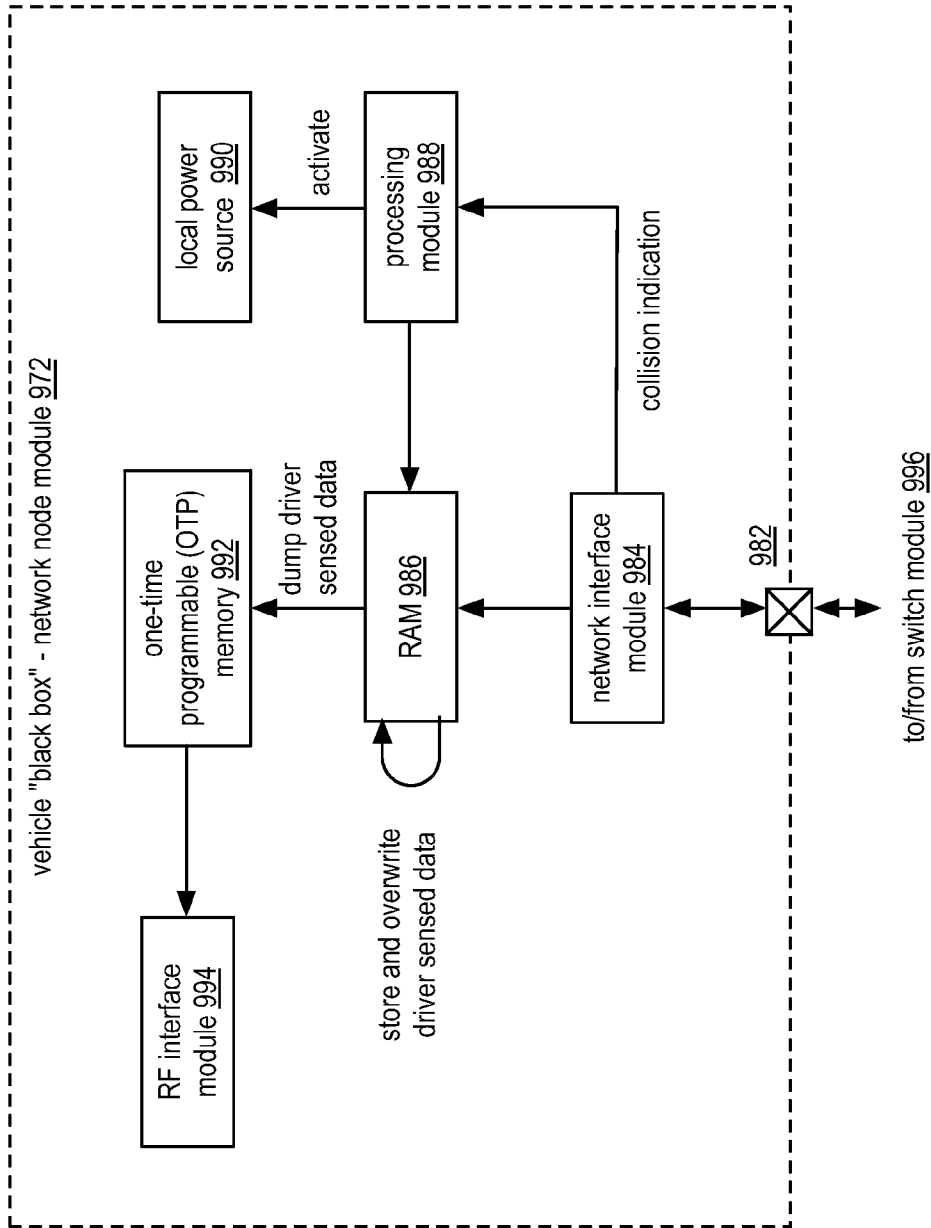 vehicle "black box" - network node module 972
RF interface
module 994
one-time
programmable (OTP)
memory 992
local power
source 990
dump driver
sensed data
activate
store and overwrite
driver sensed data
RAM 986
processing
module 988
network interface
module 984
collision indication
982
to/from switch module 996